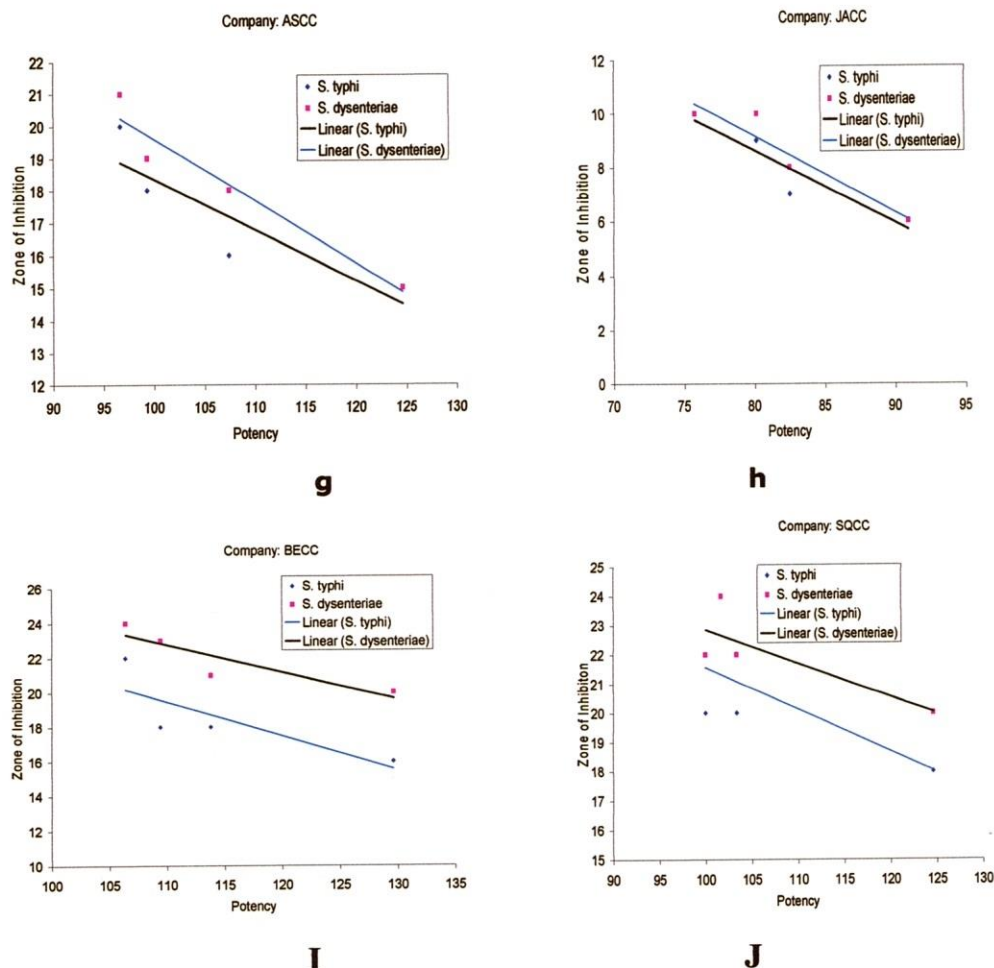 Company: ASCC
22
21
20
19
18
17
16
15
14
13
12
Zone of Inhibition
S. typhi
S. dysenteriae
Linear (S. typhi)
Linear (S. dysenteriae)
90 95 100 105 110 115 120 125 130
Potency
g
Company: JACC
12
10
8
6
4
2
0
Zone of Inhibition
S. typhi
S. dysenteriae
Linear (S. typhi)
Linear (S. dysenteriae)
70 75 80 85 90 95
Potency
h
Company: BECC
26
24
22
20
18
16
14
12
10
Zone of Inhibition
S. typhi
S. dysenteriae
Linear (S. typhi)
Linear (S. dysenteriae)
100 105 110 115 120 125 130 135
Potency
I
Company: SQCC
25
24
23
22
21
20
19
18
17
16
15
Zone of Inhibiton
S. typhi
S. dysenteriae
Linear (S. typhi)
Linear (S. dysenteriae)
90 95 100 105 110 115 120 125 130
Potency
J